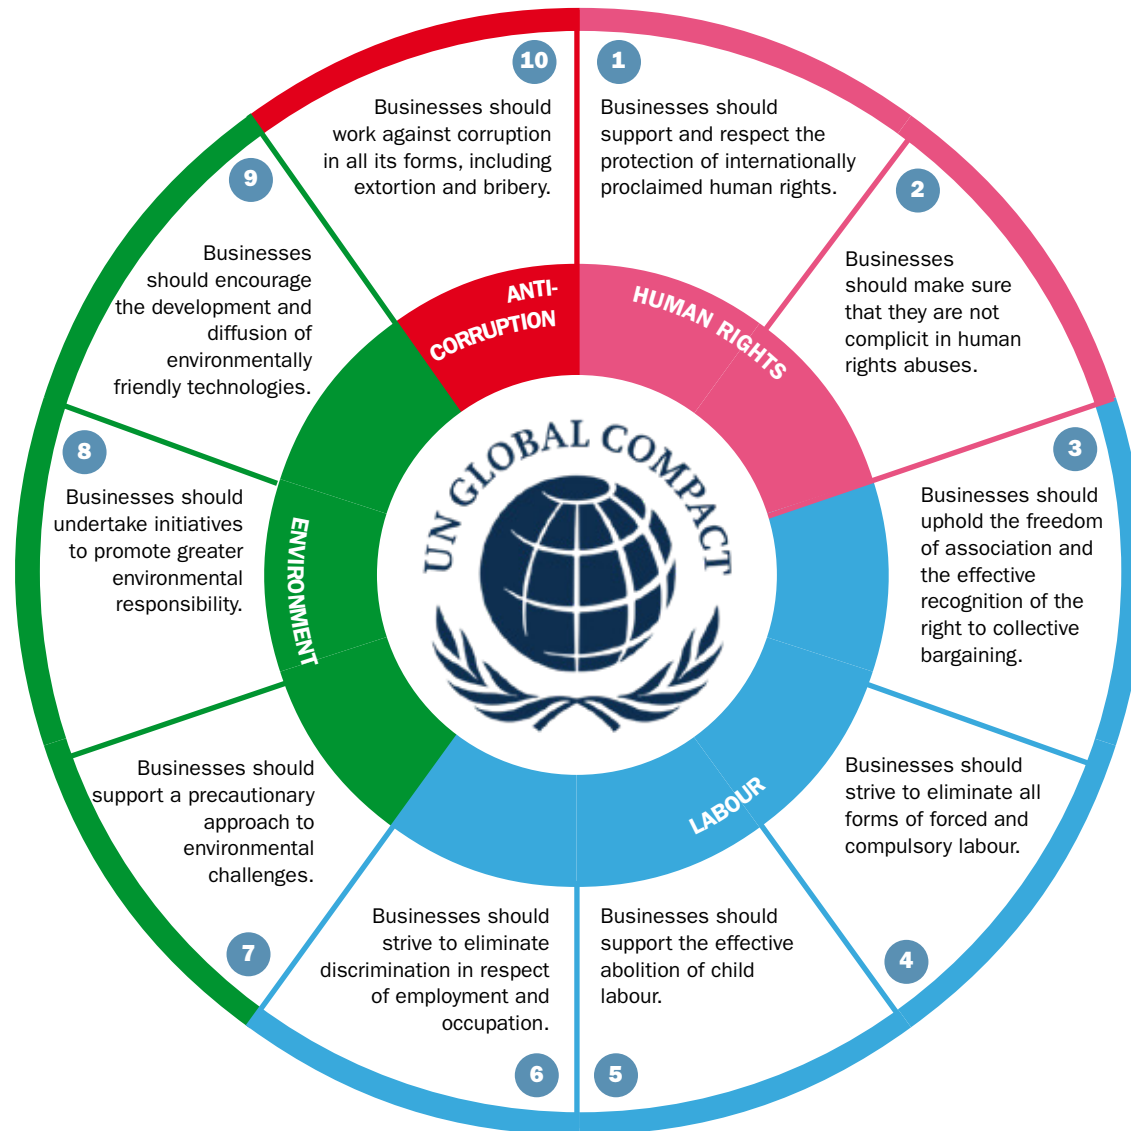 1
Businesses should
support and respect the
protection of internationally
proclaimed human rights.
2
Businesses
should make sure
that they are not
complicit in human
rights abuses.
3
Businesses should
uphold the freedom
of association and
the effective
recognition of the
right to collective
bargaining.
4
Businesses should
strive to eliminate all
forms of forced and
compulsory labour.
5
Businesses should
support the effective
abolition of child
labour.
6
Businesses should
strive to eliminate
discrimination in respect
of employment and
occupation.
7
Businesses should
support a precautionary
approach to
environmental
challenges.
8
Businesses should
undertake initiatives
to promote greater
environmental
responsibility.
9
Businesses
should encourage
the development and
diffusion of
environmentally
friendly technologies.
10
Businesses should
work against corruption
in all its forms, including
extortion and bribery.
HUMAN RIGHTS
LABOUR
ENVIRONMENT
ANTI-
CORRUPTION
UN GLOBAL COMPACT